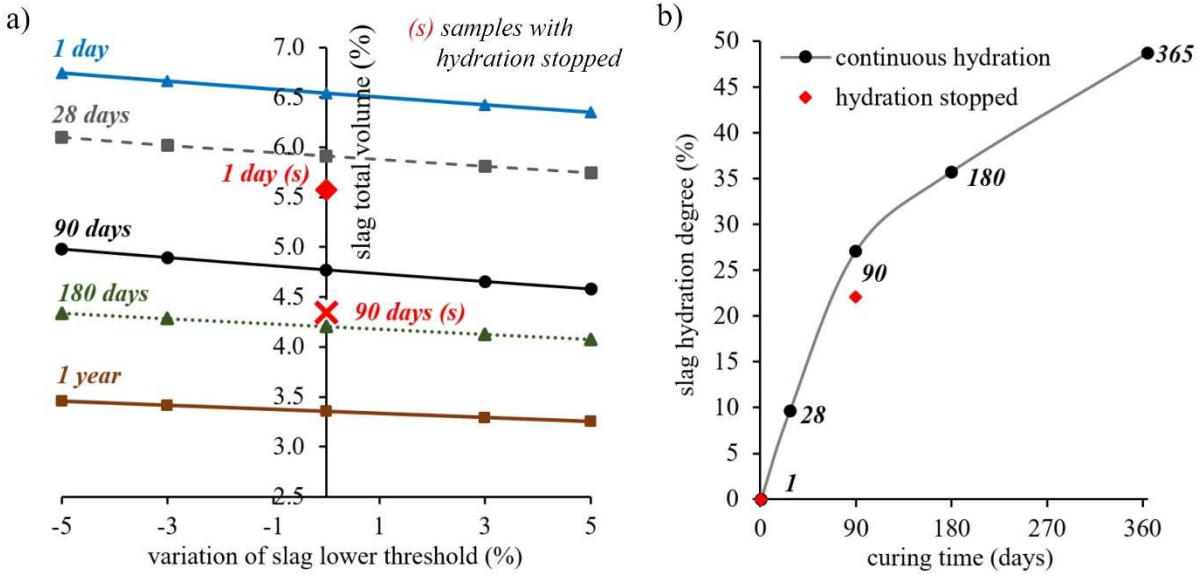 a)
(s) samples with
hydration stopped
slag total volume (%)
7.0
6.5
6.0
5.5
5.0
4.5
4.0
3.5
3.0
2.5
1 day
28 days
1 day (s)
90 days
180 days
90 days (s)
1 year
-5 -3 -1 1 3 5
variation of slag lower threshold (%)
b)
slag hydration degree (%)
50
45
40
35
30
25
20
15
10
5
0
continuous hydration
hydration stopped
365
180
90
28
1
0 90 180 270 360
curing time (days)